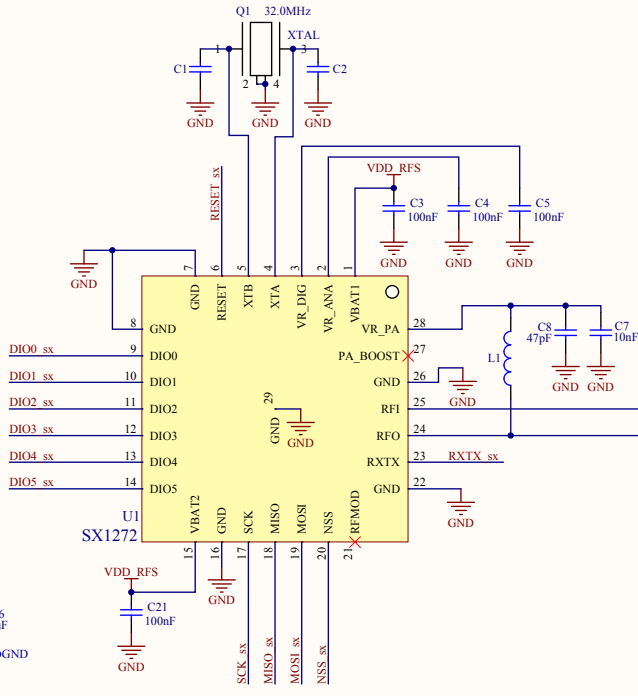 Q1 32.0MHz
XTAL
1
3
C1
C2
2 4
GND
GND
GND
VDD_RFS
RESET_sx
C3
100nF
C4
100nF
C5
100nF
GND
GND
GND
GND
7
6
5
4
3
2
1
GND
RESET
XTB
XTA
VR_DIG
VR_ANA
VBAT1
8 GND
VR_PA 28
C8
47pF
C7
10nF
DIO0_sx 9 DIO0
PA_BOOST 27
L1
DIO1_sx 10 DIO1
GND 26
GND
GND
GND
DIO2_sx 11 DIO2
29
GND
GND
RFI 25
DIO3_sx 12 DIO3
RFO 24
DIO4_sx 13 DIO4
RXTX 23 RXTX_sx
DIO5_sx 14 DIO5
GND 22
GND
U1
SX1272
VBAT2
GND
SCK
MISO
MOSI
NSS
RFMOD
15
16
17
18
19
20
21
VDD_RFS
GND
C21
100nF
GND
6
F
GND
SCK_sx
MISO_sx
MOSI_sx
NSS_sx